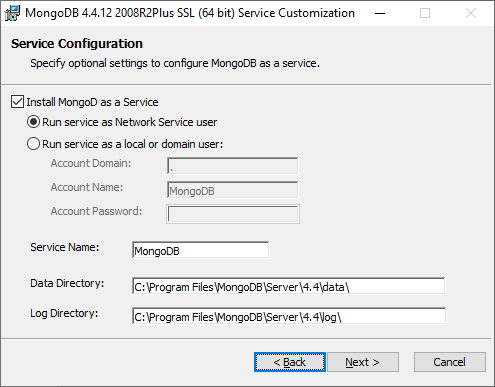 MongoDB 4.4.12 2008R2Plus SSL (64 bit) Service Customization
Service Configuration
Specify optional settings to configure MongoDB as a service.
Install MongoD as a Service
Run service as Network Service user
Run service as a local or domain user:
Account Domain: .
Account Name: MongoDB
Account Password:
Service Name: MongoDB
Data Directory: C:\Program Files\MongoDB\Server\4.4\data\
Log Directory: C:\Program Files\MongoDB\Server\4.4\log\
< Back Next > Cancel